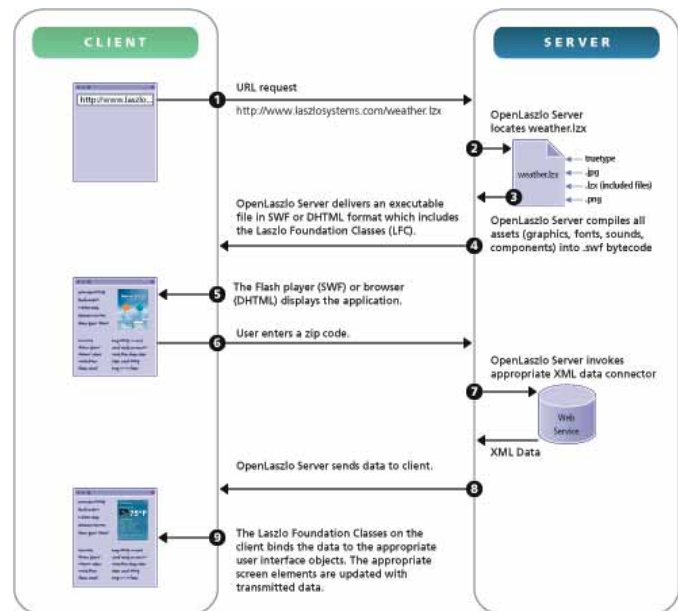 CLIENT
SERVER
http://www.laszlo...
1
URL request
http://www.laszlosystems.com/weather.lzx
OpenLaszlo Server
locates weather.lzx
2
weather.lzx
truetype
.jpg
.lzx (included files)
.png
3
OpenLaszlo Server delivers an executable
file in SWF or DHTML format which includes
the Laszlo Foundation Classes (LFC).
4
OpenLaszlo Server compiles all
assets (graphics, fonts, sounds,
components) into .swf bytecode
5
The Flash player (SWF) or browser
(DHTML) displays the application.
6
User enters a zip code.
OpenLaszlo Server invokes
appropriate XML data connector
7
Web
Service
XML Data
OpenLaszlo Server sends data to client.
8
75°F
9
The Laszlo Foundation Classes on the
client binds the data to the appropriate
user interface objects. The appropriate
screen elements are updated with
transmitted data.